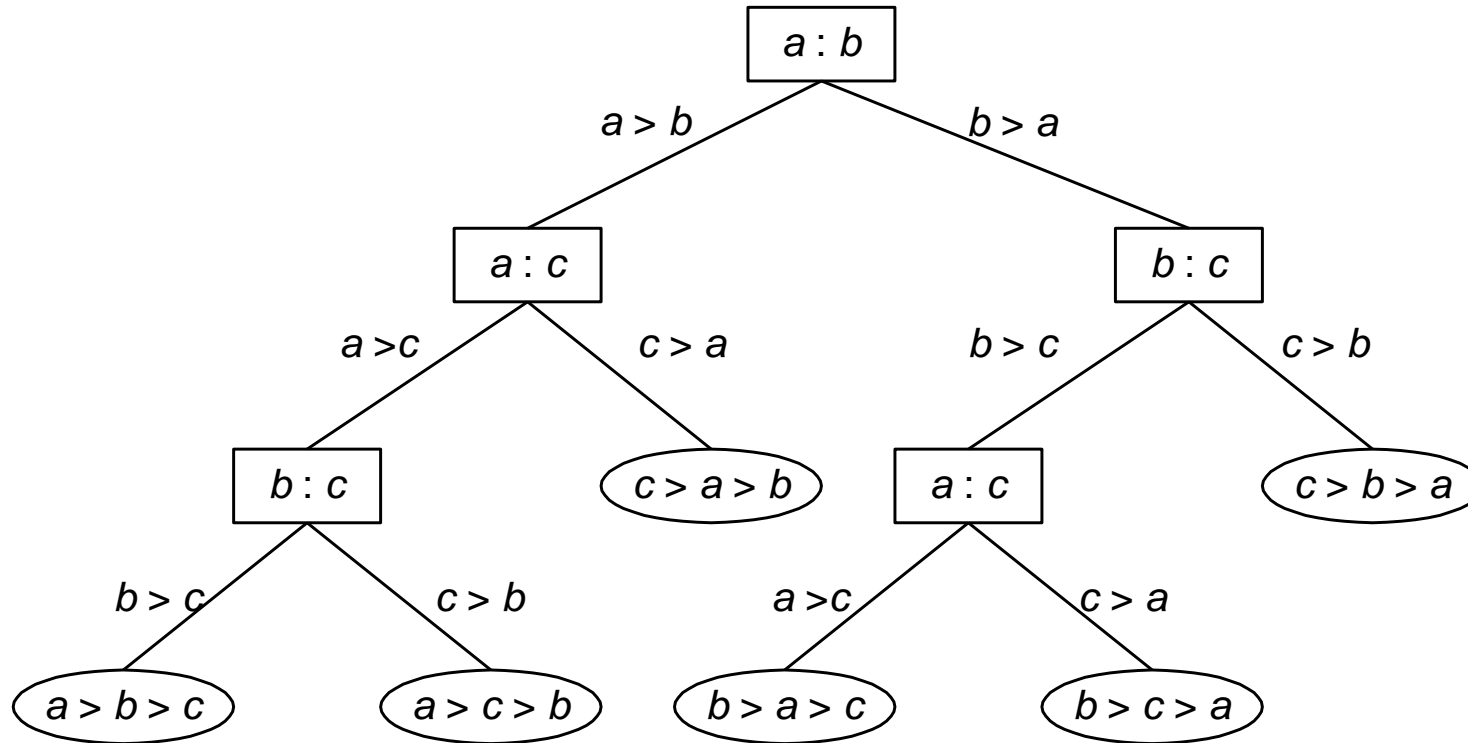 a : b
a > b
b > a
a : c
b : c
a >c
c > a
b > c
c > b
b : c
c > a > b
a : c
c > b > a
b > c
c > b
a >c
c > a
a > b > c
a > c > b
b > a > c
b > c > a